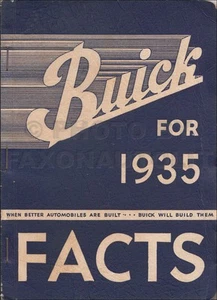 Buick
FOR
1935
WHEN BETTER AUTOMOBILES ARE BUILT --- BUICK WILL BUILD THEM
FACTS